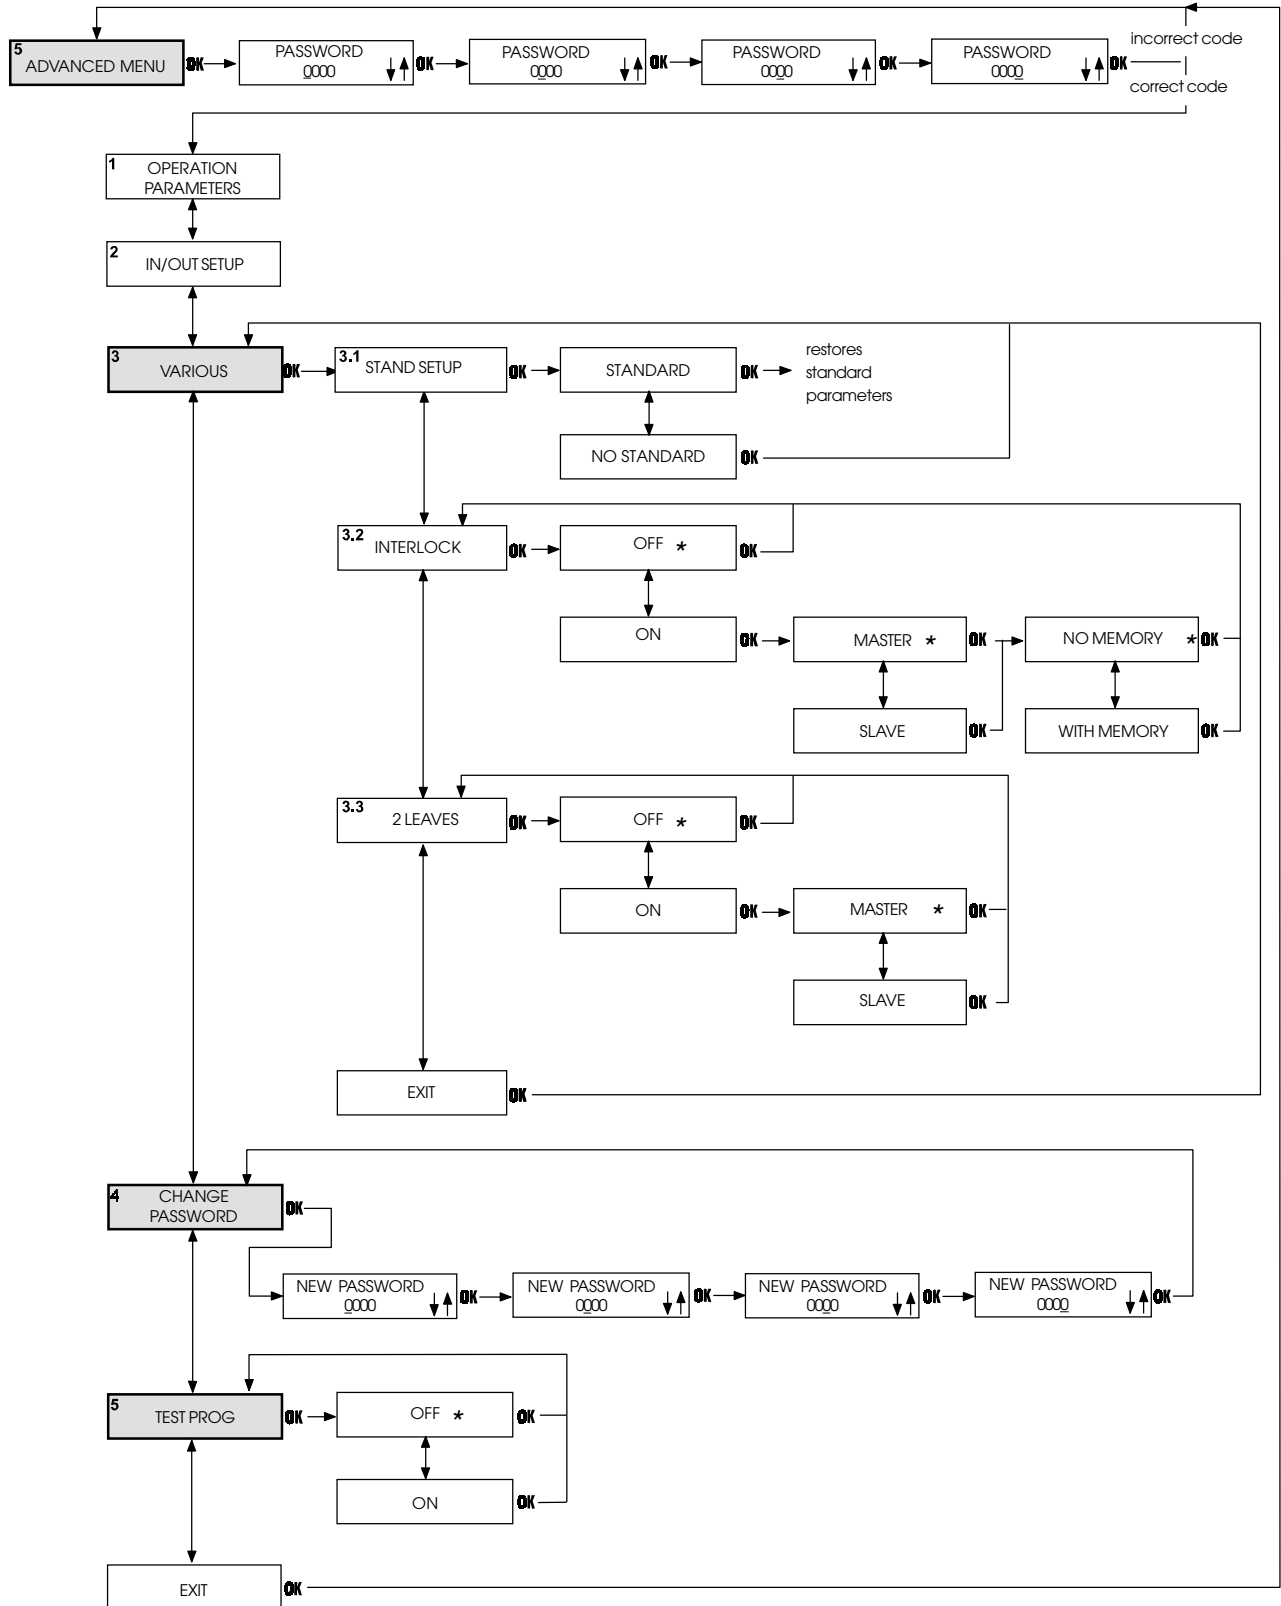 5
ADVANCED MENU
OK
PASSWORD
0000
OK
PASSWORD
0000
OK
PASSWORD
0000
OK
PASSWORD
0000
OK
incorrect code
correct code
1
OPERATION
PARAMETERS
2
IN/OUT SETUP
3
VARIOUS
OK
3.1
STAND SETUP
OK
STANDARD
OK
restores
standard
parameters
NO STANDARD
OK
3.2
INTERLOCK
OK
OFF *
OK
ON
OK
MASTER *
OK
NO MEMORY *
OK
SLAVE
OK
WITH MEMORY
OK
3.3
2 LEAVES
OK
OFF *
OK
ON
OK
MASTER *
OK
SLAVE
OK
EXIT
OK
4
CHANGE
PASSWORD
OK
NEW PASSWORD
0000
OK
NEW PASSWORD
0000
OK
NEW PASSWORD
0000
OK
NEW PASSWORD
0000
OK
5
TEST PROG
OK
OFF *
OK
ON
OK
EXIT
OK